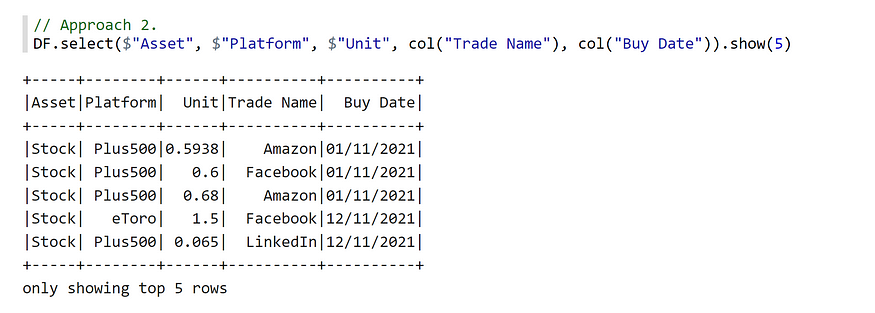 // Approach 2.
DF.select($"Asset", $"Platform", $"Unit", col("Trade Name"), col("Buy Date")).show(5)
+-----+--------+------+----------+----------+
|Asset|Platform|  Unit|Trade Name|  Buy Date|
+-----+--------+------+----------+----------+
|Stock| Plus500|0.5938|    Amazon|01/11/2021|
|Stock| Plus500|   0.6|  Facebook|01/11/2021|
|Stock| Plus500|  0.68|    Amazon|01/11/2021|
|Stock|   eToro|   1.5|  Facebook|12/11/2021|
|Stock| Plus500| 0.065|  LinkedIn|12/11/2021|
+-----+--------+------+----------+----------+
only showing top 5 rows